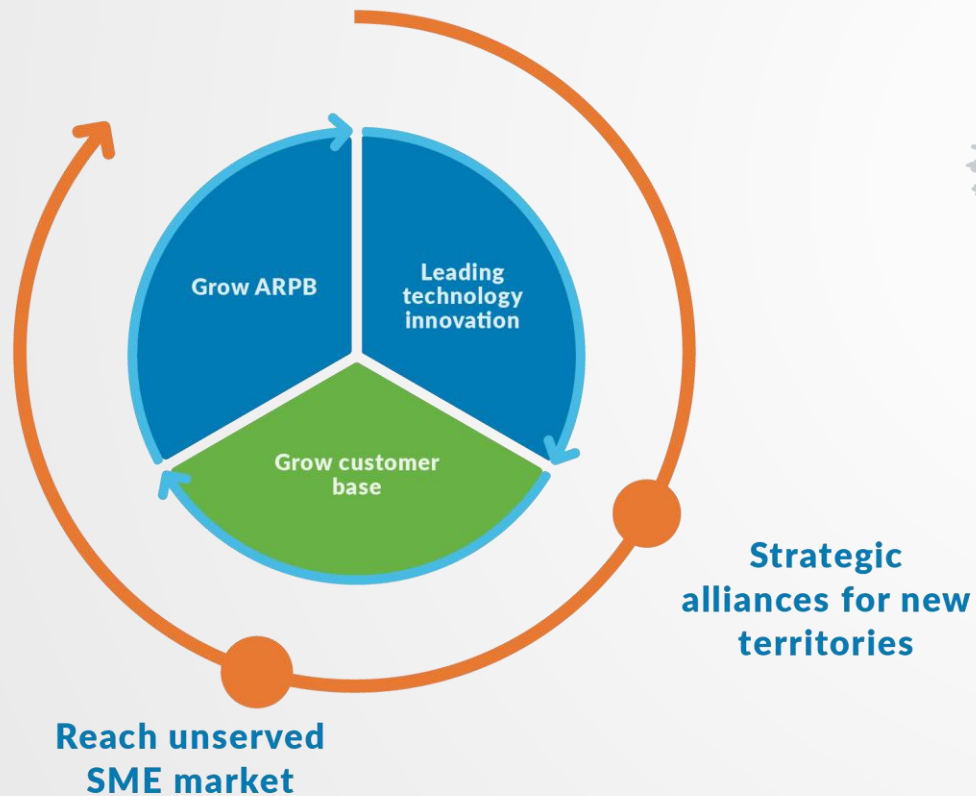 Grow ARPB
Leading
technology
innovation
Grow customer
base
Strategic
alliances for new
territories
Reach unserved
SME market